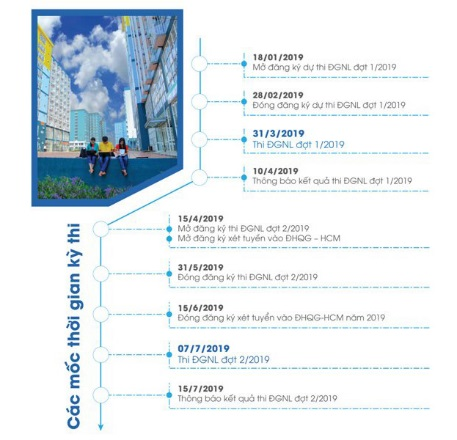 18/01/2019
Mở đăng ký dự thi ĐGNL đợt 1/2019
28/02/2019
Đóng đăng ký dự thi ĐGNL đợt 1/2019
31/3/2019
Thi ĐGNL đợt 1/2019
10/4/2019
Thông báo kết quả thi ĐGNL đợt 1/2019
Các mốc thời gian kỳ thi
15/4/2019
Mở đăng ký thi ĐGNL đợt 2/2019
Mở đăng ký xét tuyển vào ĐHQG – HCM
31/5/2019
Đóng đăng ký thi ĐGNL đợt 2/2019
15/6/2019
Đóng đăng ký xét tuyển vào ĐHQG-HCM năm 2019
07/7/2019
Thi ĐGNL đợt 2/2019
15/7/2019
Thông báo kết quả thi ĐGNL đợt 2/2019